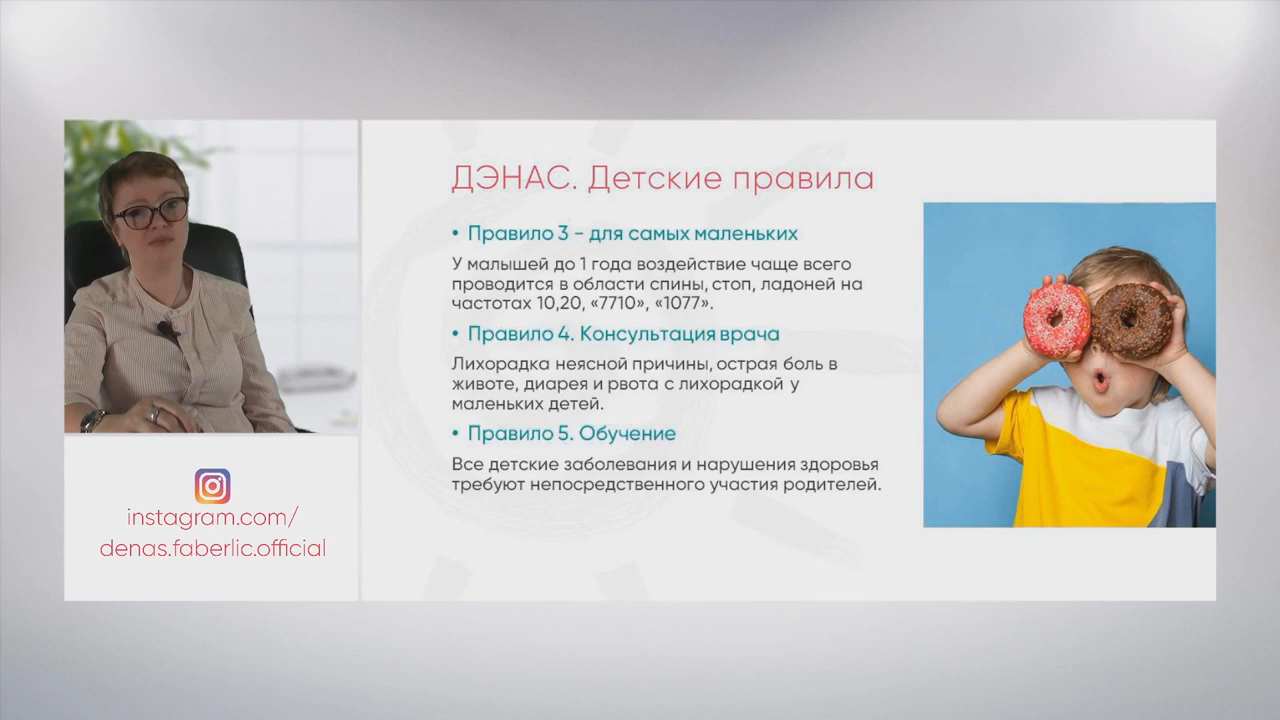 ДЭНАС. Детские правила
• Правило 3 - для самых маленьких
У малышей до 1 года воздействие чаще всего
проводится в области спины, стоп, ладоней на
частотах 10,20, «7710», «1077».
• Правило 4. Консультация врача
Лихорадка неясной причины, острая боль в
животе, диарея и рвота с лихорадкой у
маленьких детей.
• Правило 5. Обучение
Все детские заболевания и нарушения здоровья
требуют непосредственного участия родителей.
instagram.com/
denas.faberlic.official